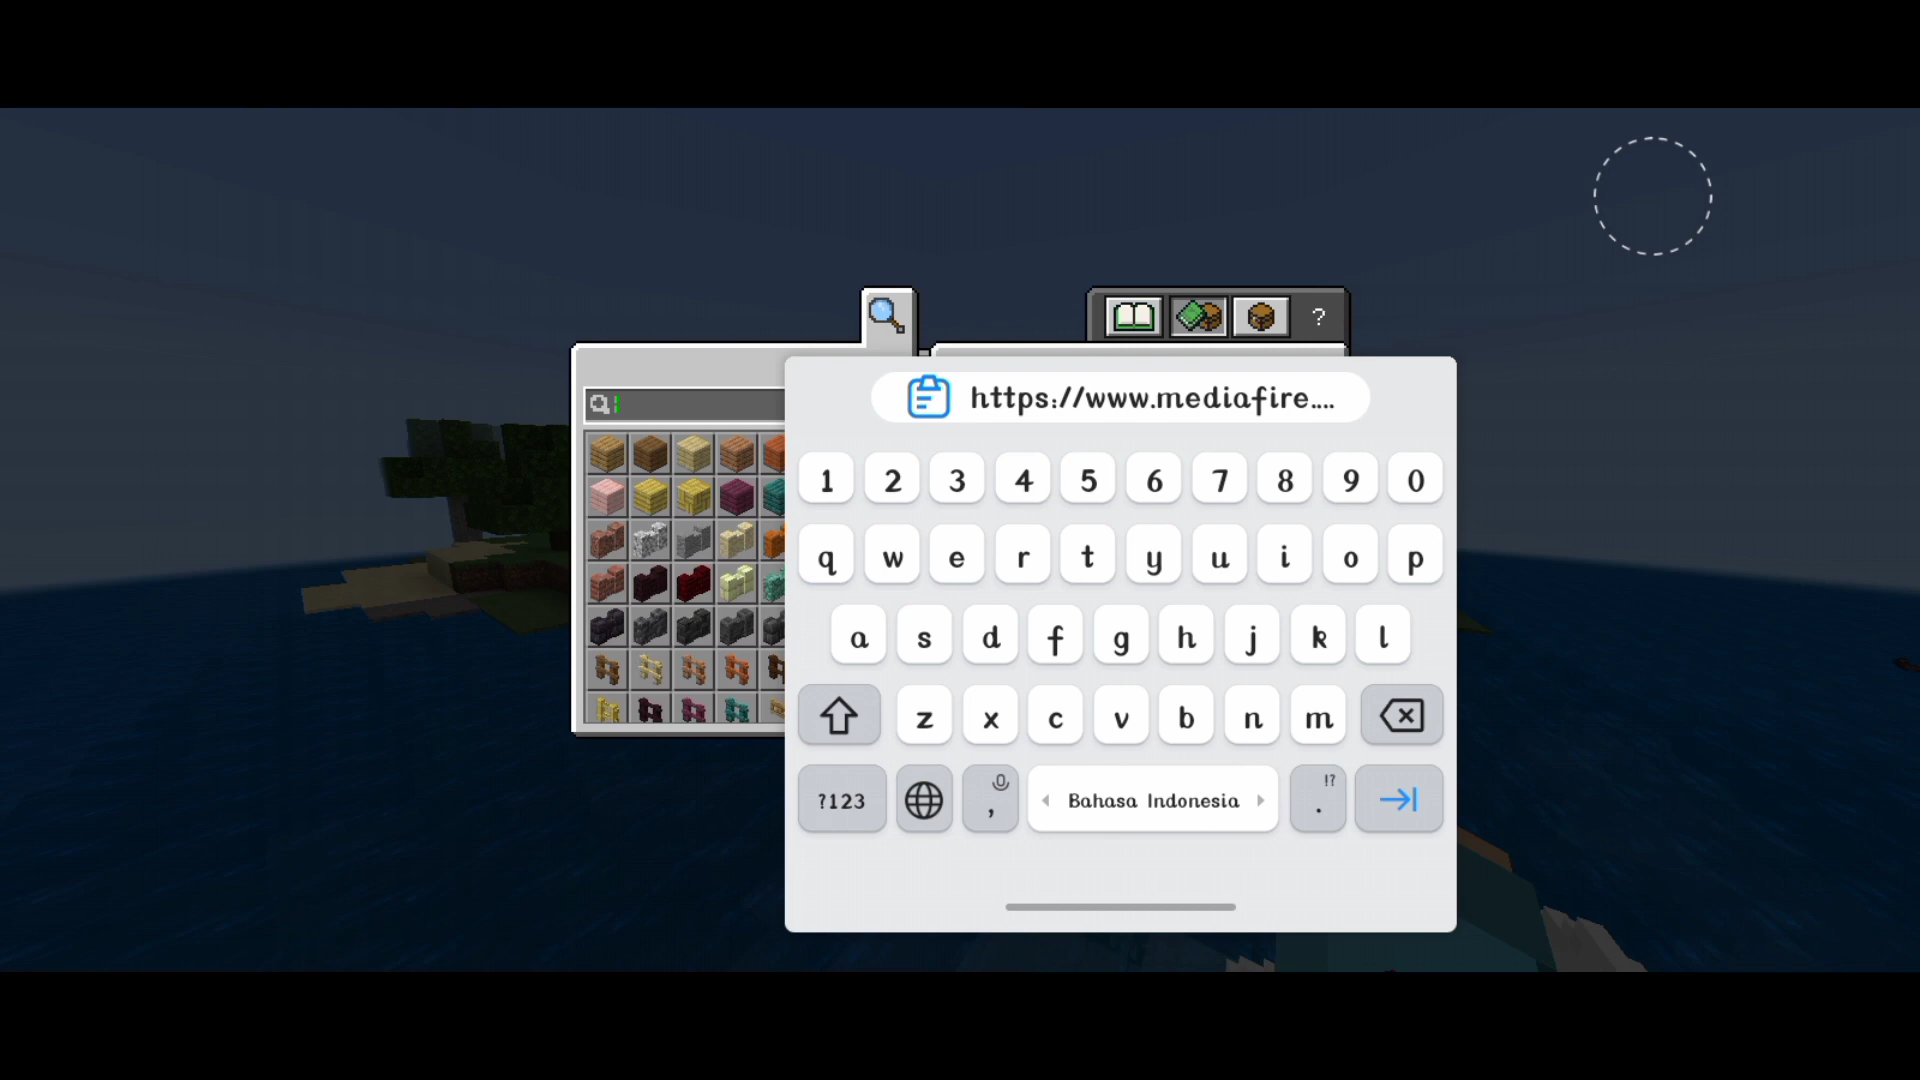 ?
https://www.mediafire....
1 2 3 4 5 6 7 8 9 0
q w e r t y u i o p
a s d f g h j k l
z x c v b n m
?123 , Bahasa Indonesia !? .